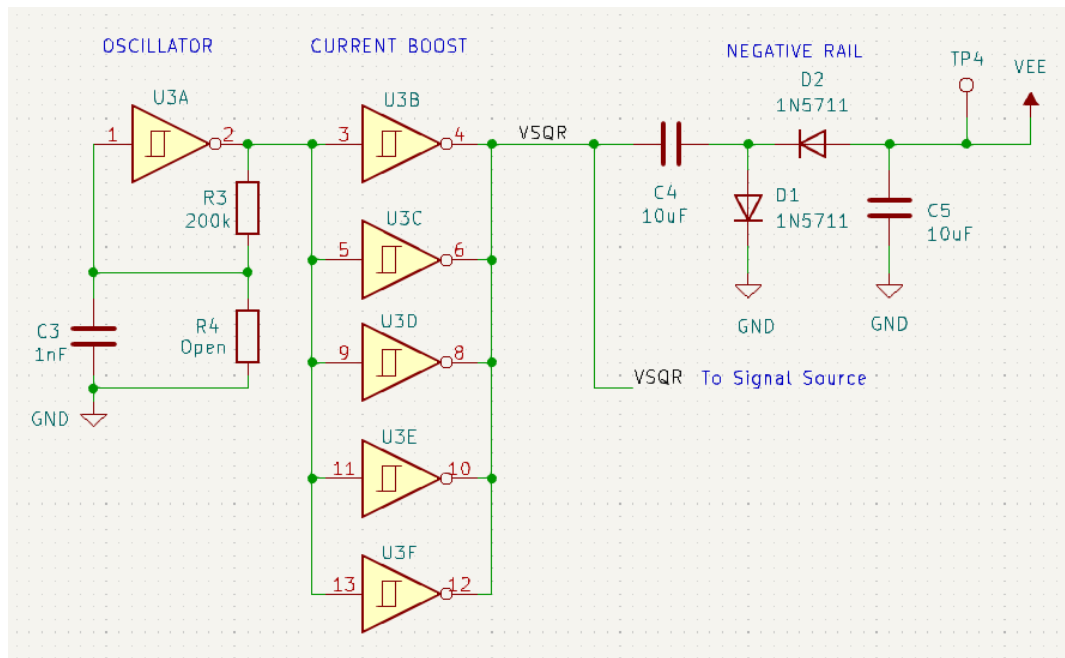 OSCILLATOR
CURRENT BOOST
NEGATIVE RAIL
U3A
1
2
R3
200k
C3
1nF
R4
Open
GND
U3B
3
4
U3C
5
6
U3D
9
8
U3E
11
10
U3F
13
12
VSQR
VSQR To Signal Source
C4
10uF
D2
1N5711
D1
1N5711
GND
C5
10uF
GND
TP4
VEE